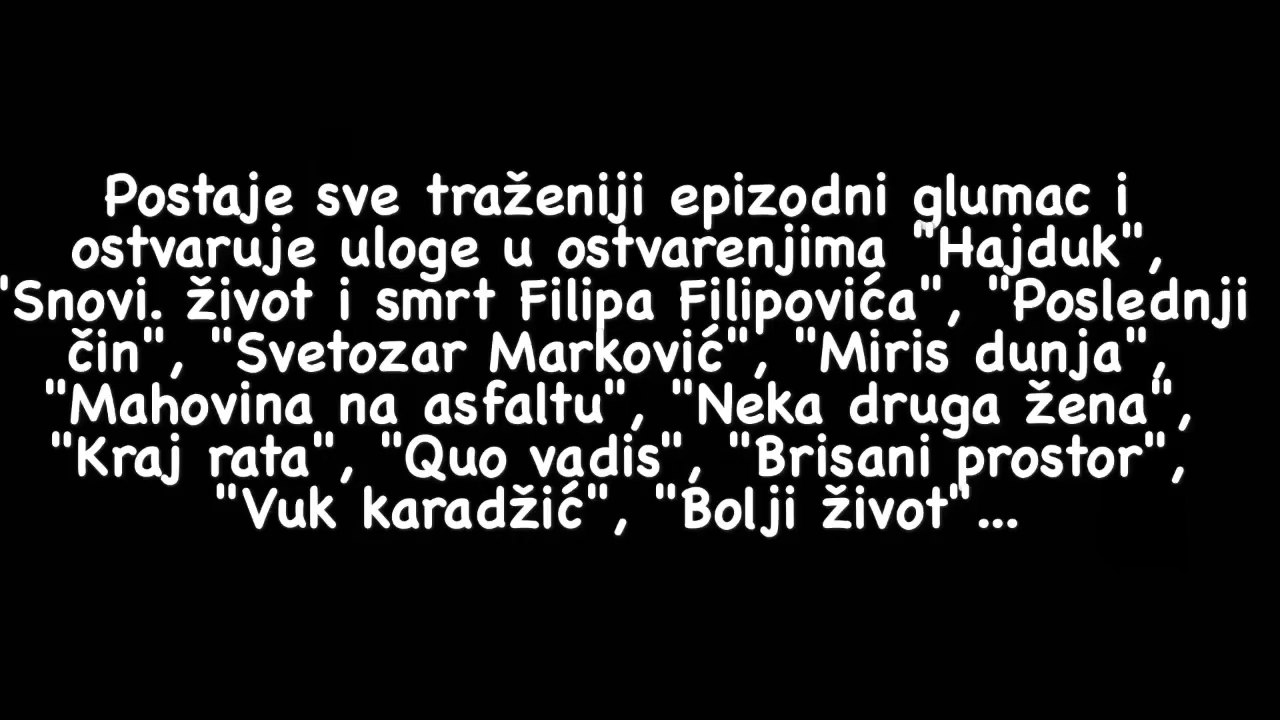 Postaje sve traženiji epizodni glumac i
ostvaruje uloge u ostvarenjima "Hajduk",
"Snovi. život i smrt Filipa Filipovića", "Poslednji
čin", "Svetozar Marković", "Miris dunja",
"Mahovina na asfaltu", "Neka druga žena",
"Kraj rata", "Quo vadis", "Brisani prostor",
"Vuk karadžić", "Bolji život"...